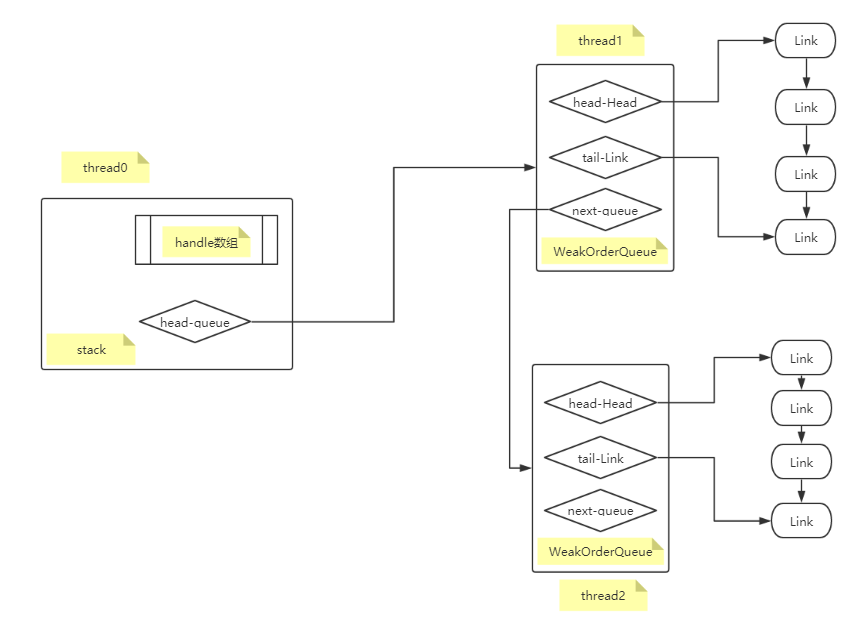 thread0
handle数组
head-queue
stack
thread1
head-Head
tail-Link
next-queue
WeakOrderQueue
Link
Link
Link
Link
head-Head
tail-Link
next-queue
WeakOrderQueue
thread2
Link
Link
Link
Link